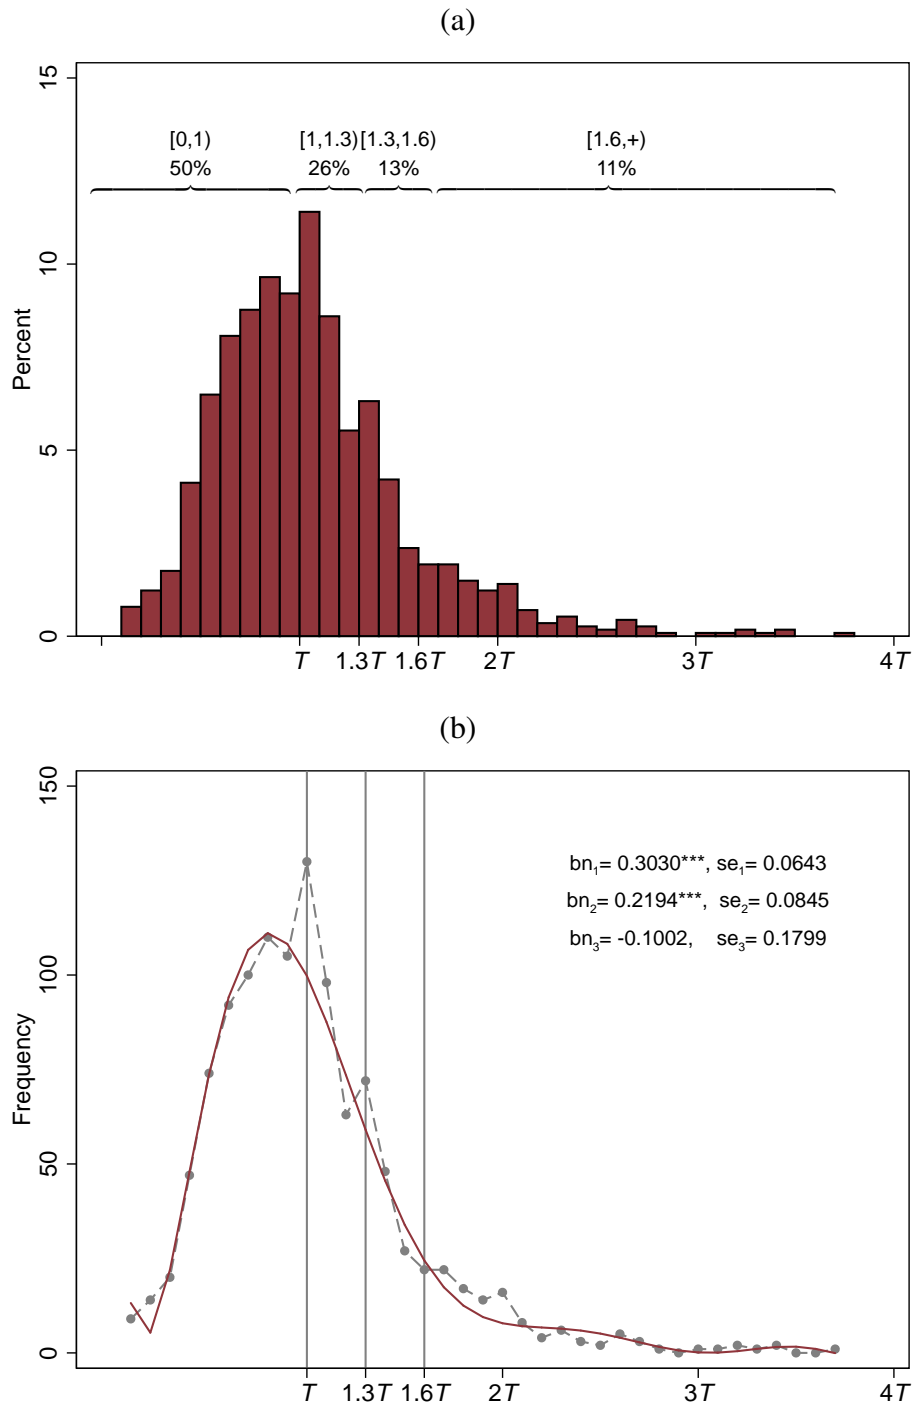 (a)
15
[0,1) [1,1.3) [1.3,1.6) [1.6,+)
50% 26% 13% 11%
10
Percent
5
0
T 1.3T 1.6T 2T 3T 4T
(b)
150
bn1= 0.3030***, se1= 0.0643
bn2= 0.2194***, se2= 0.0845
bn3= -0.1002, se3= 0.1799
100
Frequency
50
0
T 1.3T 1.6T 2T 3T 4T